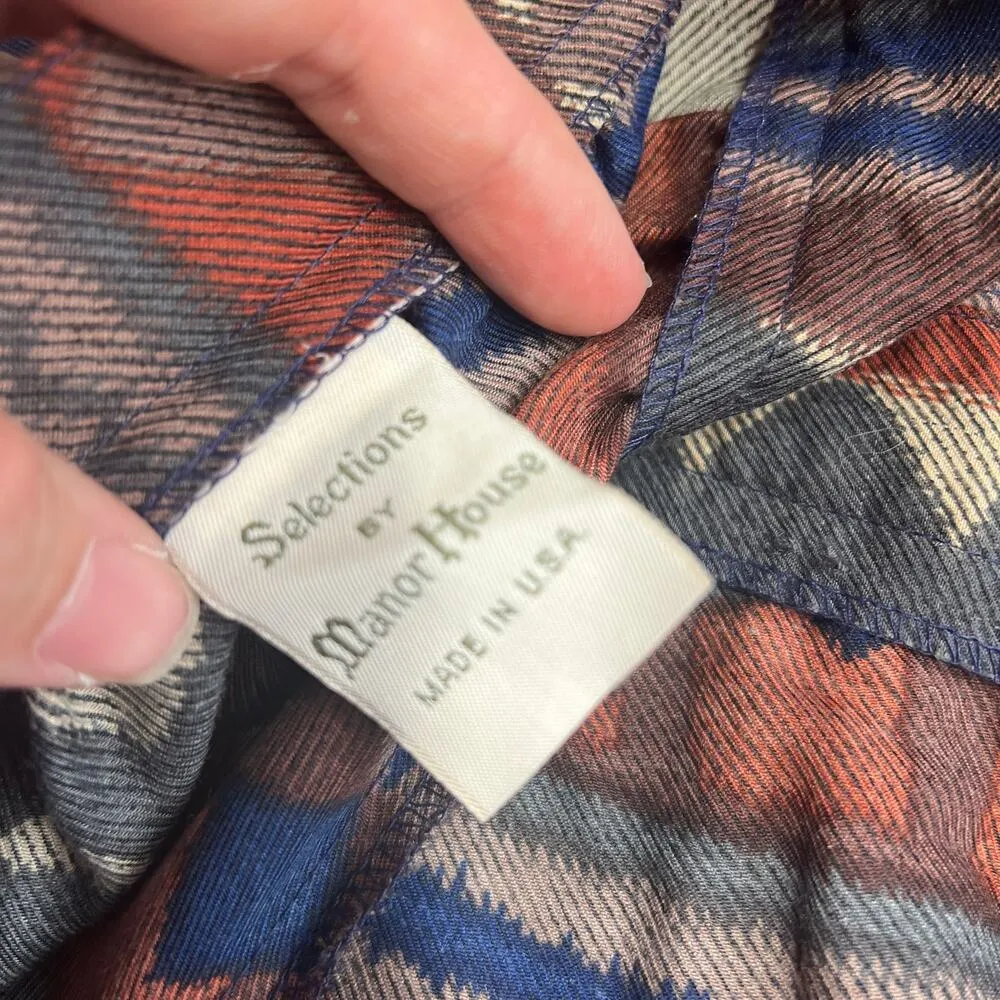 Selections
BY
Manor House
MADE IN U.S.A.